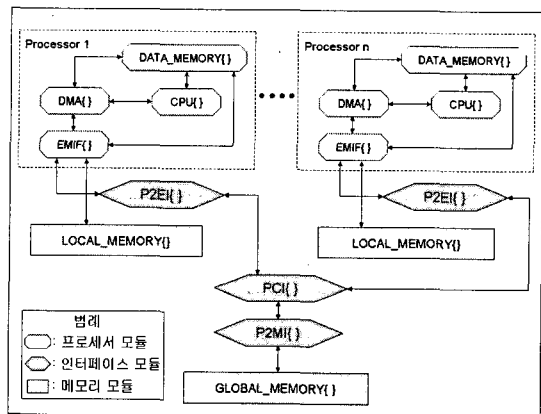 Processor 1
DATA_MEMORY{}
DMA{ }
CPU{ }
EMIF{ }
P2EI{ }
LOCAL_MEMORY{}
Processor n
DATA_MEMORY{ }
DMA{ }
CPU{ }
EMIF{ }
P2EI{ }
LOCAL_MEMORY{}
PCI{ }
P2MI{ }
GLOBAL_MEMORY{ }
범례
: 프로세서 모듈
: 인터페이스 모듈
: 메모리 모듈